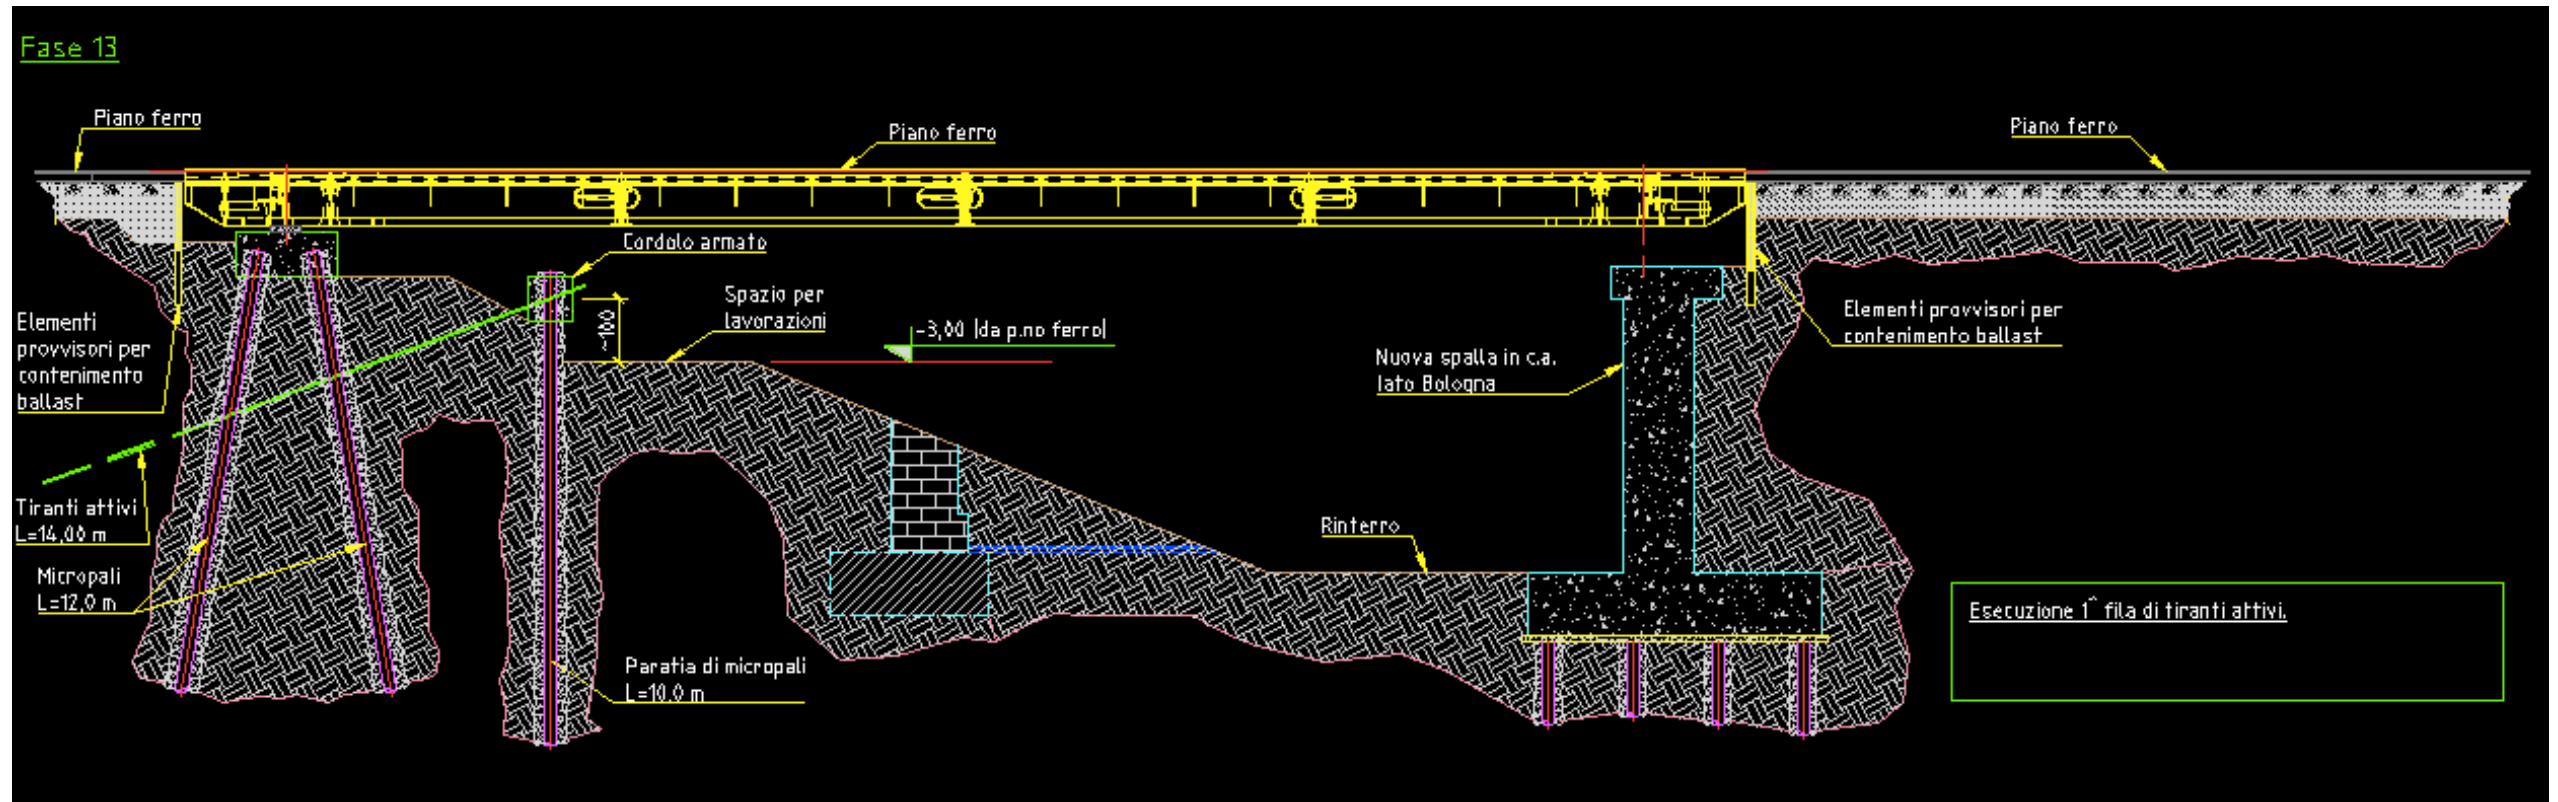 Fase 13
Piano ferro
Piano ferro
Piano ferro
Cordolo armato
Spazio per
lavorazioni
~100
-3,00 (da p.no ferro)
Elementi
provvisori per
contenimento
ballast
Elementi provvisori per
contenimento ballast
Nuova spalla in c.a.
lato Bologna
Tiranti attivi
L=14,00 m
Rinterro
Micropali
L=12,0 m
Esecuzione 1^ fila di tiranti attivi.
Paratia di micropali
L=10.0 m